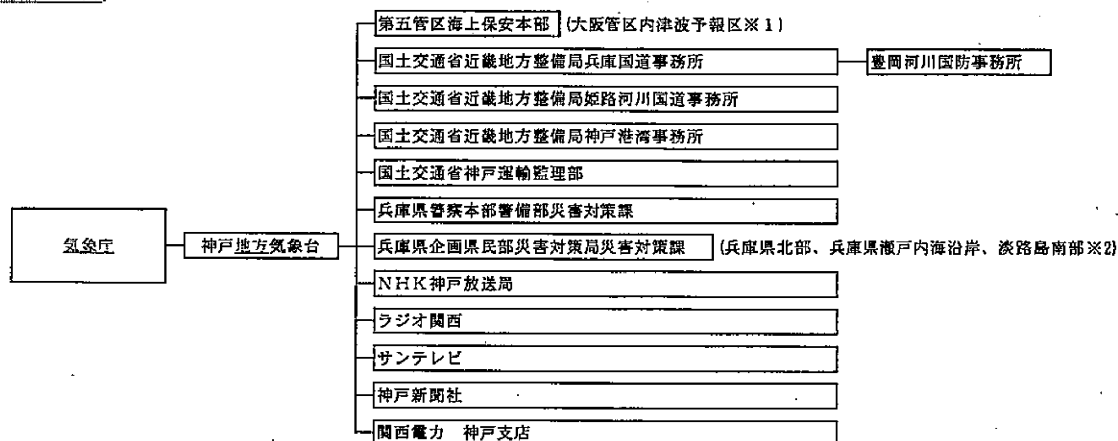 第五管区海上保安本部 (大阪管区内津波予報区※1)
国土交通省近畿地方整備局兵庫国道事務所 豊岡河川国防事務所
国土交通省近畿地方整備局姫路河川国道事務所
国土交通省近畿地方整備局神戸港湾事務所
国土交通省神戸運輸監理部
兵庫県警察本部警備部災害対策課
気象庁 神戸地方気象台 兵庫県企画県民部災害対策局災害対策課 (兵庫県北部、兵庫県瀬戸内海沿岸、淡路島南部※2)
NHK神戸放送局
ラジオ関西
サンテレビ
神戸新聞社
関西電力 神戸支店